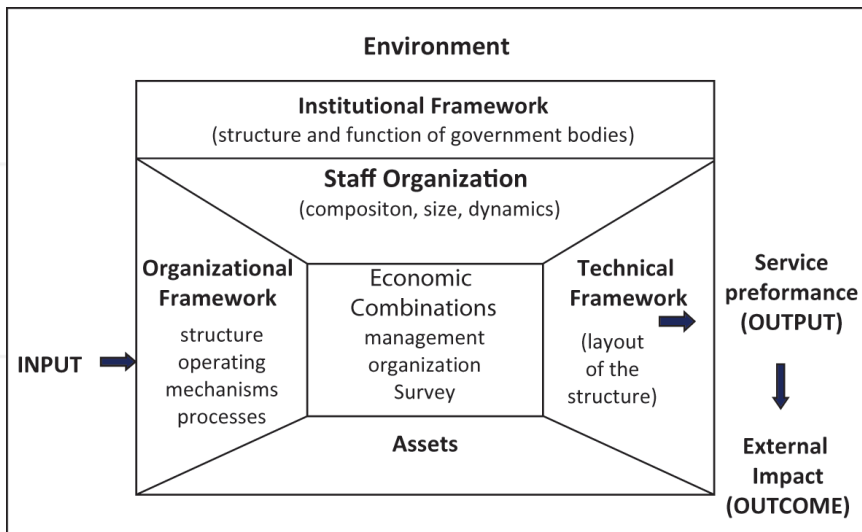 Environment
Institutional Framework
(structure and function of government bodies)
Staff Organization
(compositon, size, dynamics)
Organizational
Framework
structure
operating
mechanisms
processes
Economic
Combinations
management
organization
Survey
Technical
Framework
(layout
of the
structure)
Service
preformance
(OUTPUT)
INPUT
Assets
External
Impact
(OUTCOME)